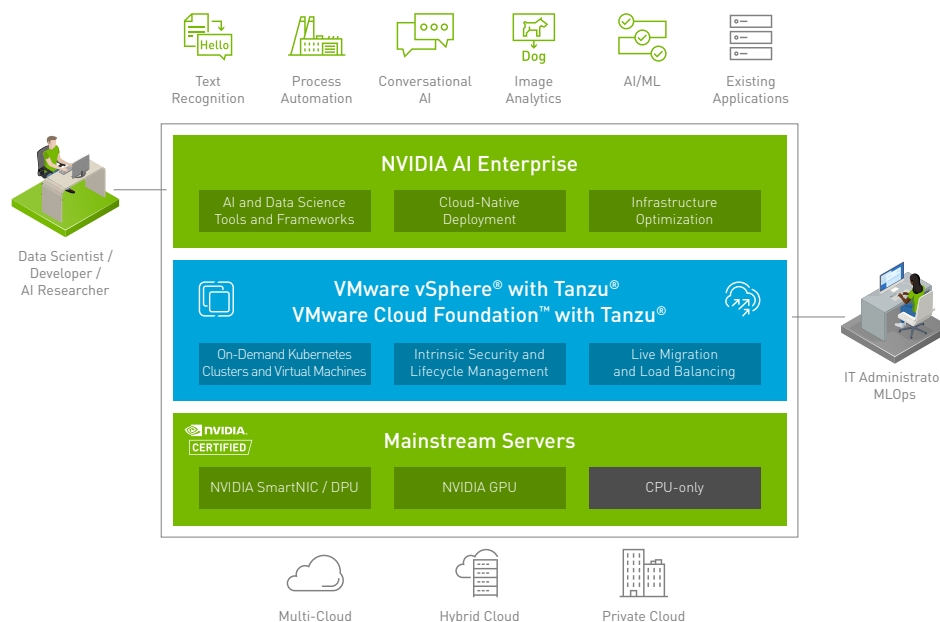 Hello
Dog
Text
Recognition
Process
Automation
Conversational
AI
Image
Analytics
AI/ML
Existing
Applications
NVIDIA AI Enterprise
AI and Data Science
Tools and Frameworks
Cloud-Native
Deployment
Infrastructure
Optimization
Data Scientist /
Developer /
AI Researcher
VMware vSphere® with Tanzu®
VMware Cloud Foundation™ with Tanzu®
On-Demand Kubernetes
Clusters and Virtual Machines
Intrinsic Security and
Lifecycle Management
Live Migration
and Load Balancing
IT Administrato
MLOps
NVIDIA.
CERTIFIED
Mainstream Servers
NVIDIA SmartNIC / DPU
NVIDIA GPU
CPU-only
Multi-Cloud
Hybrid Cloud
Private Cloud